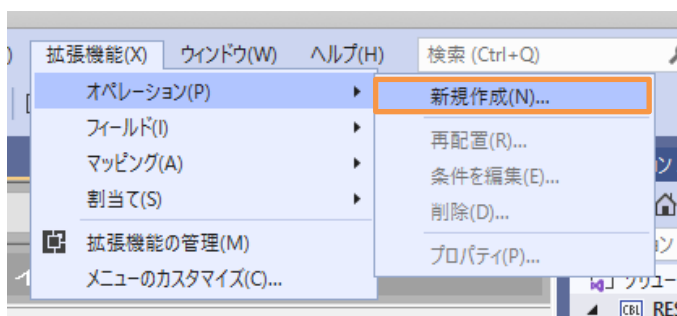 拡張機能(X) ウィンドウ(W) ヘルプ(H) 検索 (Ctrl+Q)
オペレーション(P)
フィールド(I)
マッピング(A)
割当て(S)
拡張機能の管理(M)
メニューのカスタマイズ(C)...
新規作成(N)...
再配置(R)...
条件を編集(E)...
削除(D)...
プロパティ(P)...
CBL RES